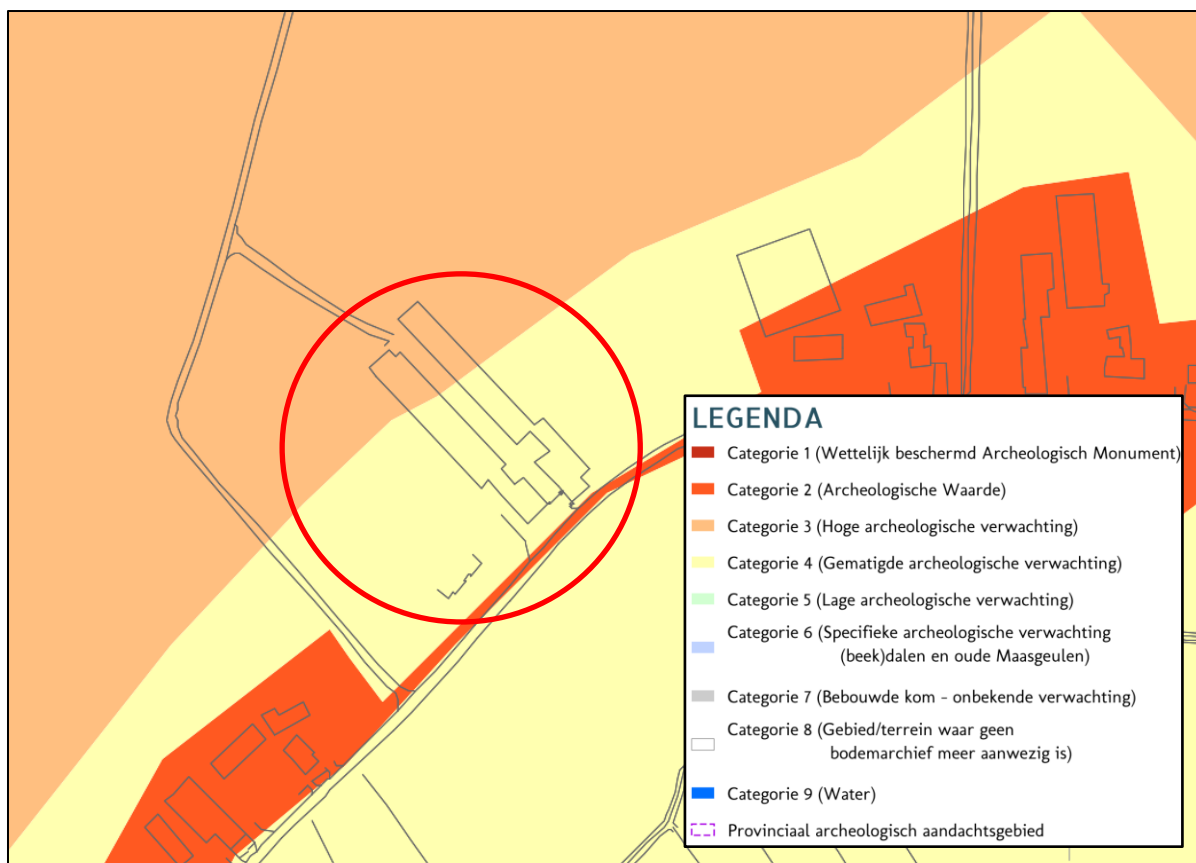 LEGENDA
Categorie 1 (Wettelijk beschermd Archeologisch Monument)
Categorie 2 (Archeologische Waarde)
Categorie 3 (Hoge archeologische verwachting)
Categorie 4 (Gematigde archeologische verwachting)
Categorie 5 (Lage archeologische verwachting)
Categorie 6 (Specifieke archeologische verwachting
(beek)dalen en oude Maasgeulen)
Categorie 7 (Bebouwde kom - onbekende verwachting)
Categorie 8 (Gebied/terrein waar geen
bodemarchief meer aanwezig is)
Categorie 9 (Water)
Provinciaal archeologisch aandachtsgebied